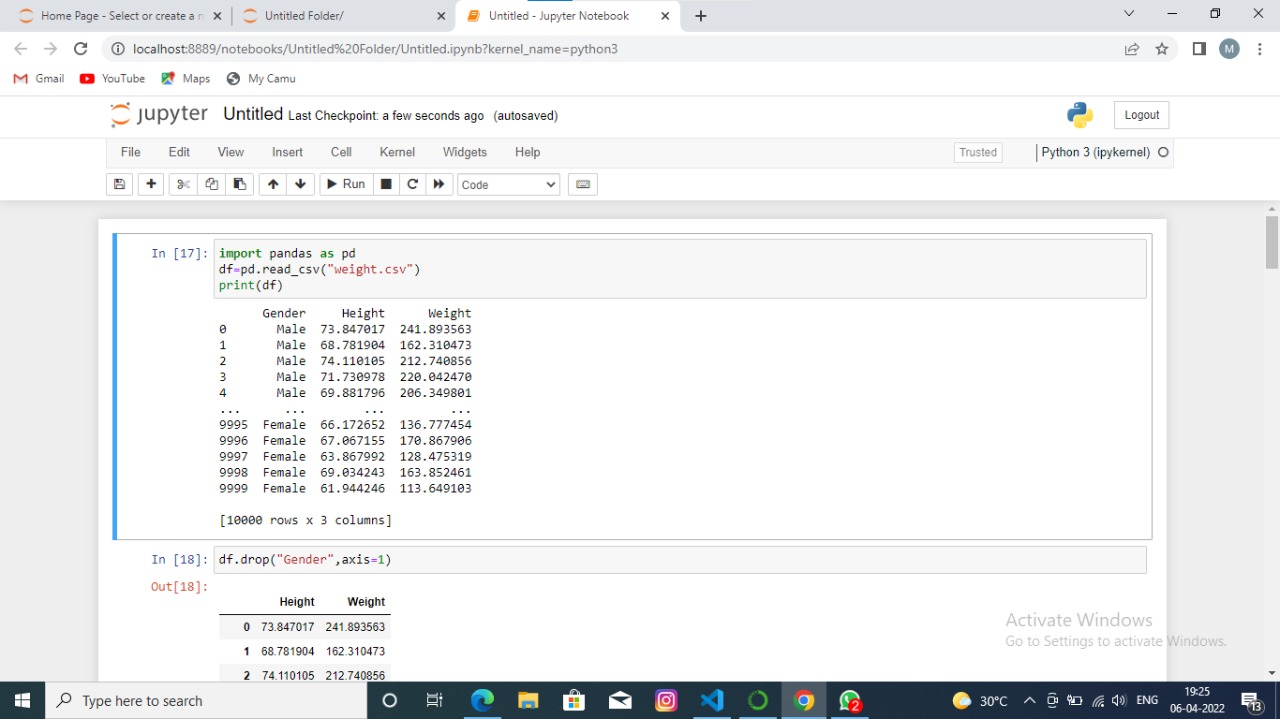 Home Page - Select or create a n
Untitled Folder/
Untitled - Jupyter Notebook
localhost:8889/notebooks/Untitled%20Folder/Untitled.ipynb?kernel_name=python3
M
Gmail YouTube Maps My Camu
jupyter Untitled Last Checkpoint: a few seconds ago (autosaved)
Logout
File Edit View Insert Cell Kernel Widgets Help
Trusted
Python 3 (ipykernel)
Run
Code
In [17]: import pandas as pd
df=pd.read_csv("weight.csv")
print(df)
Gender Height Weight
0 Male 73.847017 241.893563
1 Male 68.781904 162.310473
2 Male 74.110105 212.740856
3 Male 71.730978 220.042470
4 Male 69.881796 206.349801
... ... ... ...
9995 Female 66.172652 136.777454
9996 Female 67.067155 170.867906
9997 Female 63.867992 128.475319
9998 Female 69.034243 163.852461
9999 Female 61.944246 113.649103
[10000 rows x 3 columns]
In [18]: df.drop("Gender",axis=1)
Out[18]:
Height Weight
0 73.847017 241.893563
1 68.781904 162.310473
2 74.110105 212.740856
Activate Windows
Go to Settings to activate Windows.
Type here to search
2
30°C
ENG
19:25
06-04-2022
13